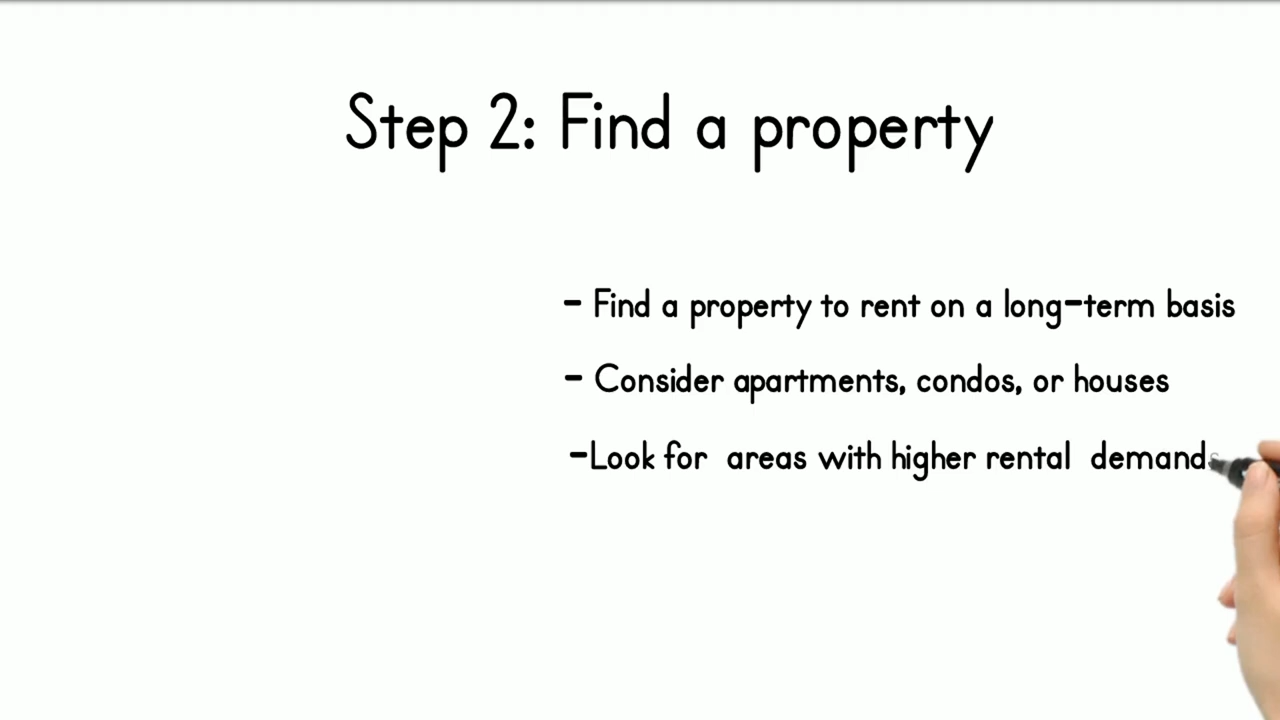 Step 2: Find a property
- Find a property to rent on a long-term basis
- Consider apartments, condos, or houses
-Look for areas with higher rental demands